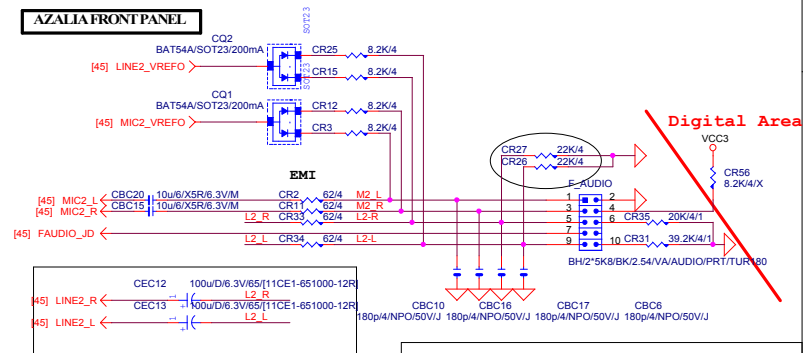 AZALIA FRONT PANEL
SOT23
CQ2
BAT54A/SOT23/200mA
CR25 8.2K/4
[45] LINE2_VREFO
CR15 8.2K/4
SOT23
CQ1
BAT54A/SOT23/200mA
CR12 8.2K/4
[45] MIC2_VREFO
CR3 8.2K/4
Digital Area
VCC3
CR27 22K/4
CR26 22K/4
CR56
8.2K/4/X
EMI
F_AUDIO
[45] MIC2_L CBC20 10u/6/X5R/6.3V/M CR2 62/4 M2_L 1 2
[45] MIC2_R CBC15 10u/6/X5R/6.3V/M CR11 62/4 M2_R 3 4
L2_R CR33 62/4 L2-R 5 6 CR35 20K/4/1
[45] FAUDIO_JD 7
L2_L CR34 62/4 L2-L 9 10 CR31 39.2K/4/1
BH/2*5K8/BK/2.54/VA/AUDIO/PRT/TUR180
CEC12 100u/D/6.3V/65/[11CE1-651000-12R]
[45] LINE2_R 1 + L2_R
CEC13 100u/D/6.3V/65/[11CE1-651000-12R]
[45] LINE2_L 1 + L2_L
CBC10 CBC16 CBC17 CBC6
180p/4/NPO/50V/J 180p/4/NPO/50V/J 180p/4/NPO/50V/J 180p/4/NPO/50V/J